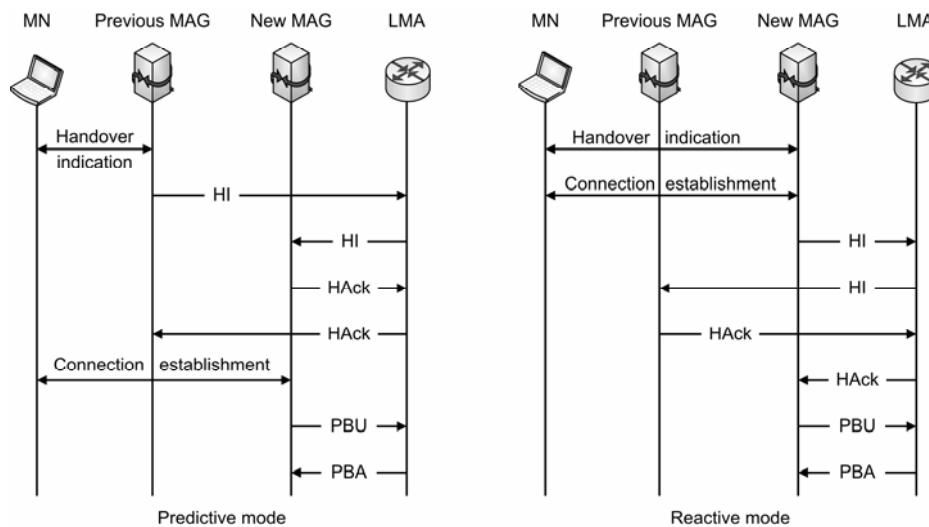 MN Previous MAG New MAG LMA
Handover
indication
HI
HI
HAck
HAck
Connection establishment
PBU
PBA
Predictive mode
MN Previous MAG New MAG LMA
Handover indication
Connection establishment
HI
HI
HAck
HAck
PBU
PBA
Reactive mode